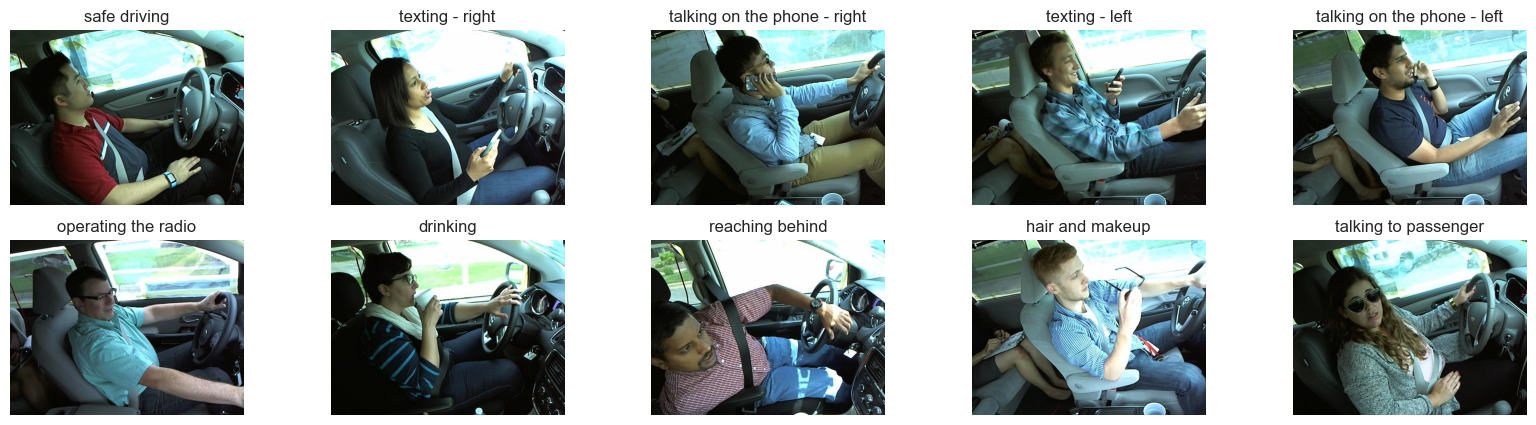 safe driving
texting - right
talking on the phone - right
texting - left
talking on the phone - left
operating the radio
drinking
reaching behind
hair and makeup
talking to passenger